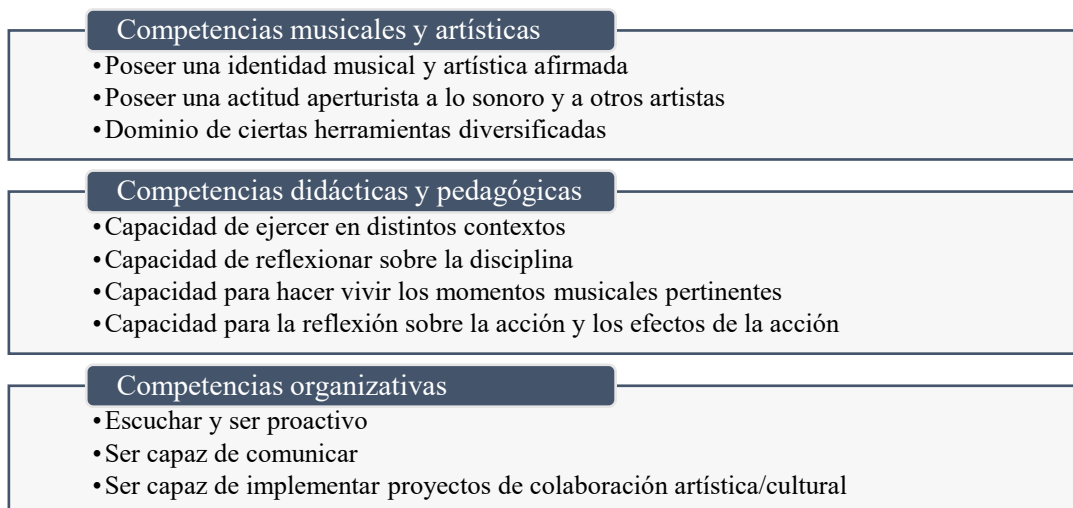 Competencias musicales y artísticas
•Poseer una identidad musical y artística afirmada
•Poseer una actitud aperturista a lo sonoro y a otros artistas
•Dominio de ciertas herramientas diversificadas
Competencias didácticas y pedagógicas
•Capacidad de ejercer en distintos contextos
•Capacidad de reflexionar sobre la disciplina
•Capacidad para hacer vivir los momentos musicales pertinentes
•Capacidad para la reflexión sobre la acción y los efectos de la acción
Competencias organizativas
•Escuchar y ser proactivo
•Ser capaz de comunicar
•Ser capaz de implementar proyectos de colaboración artística/cultural